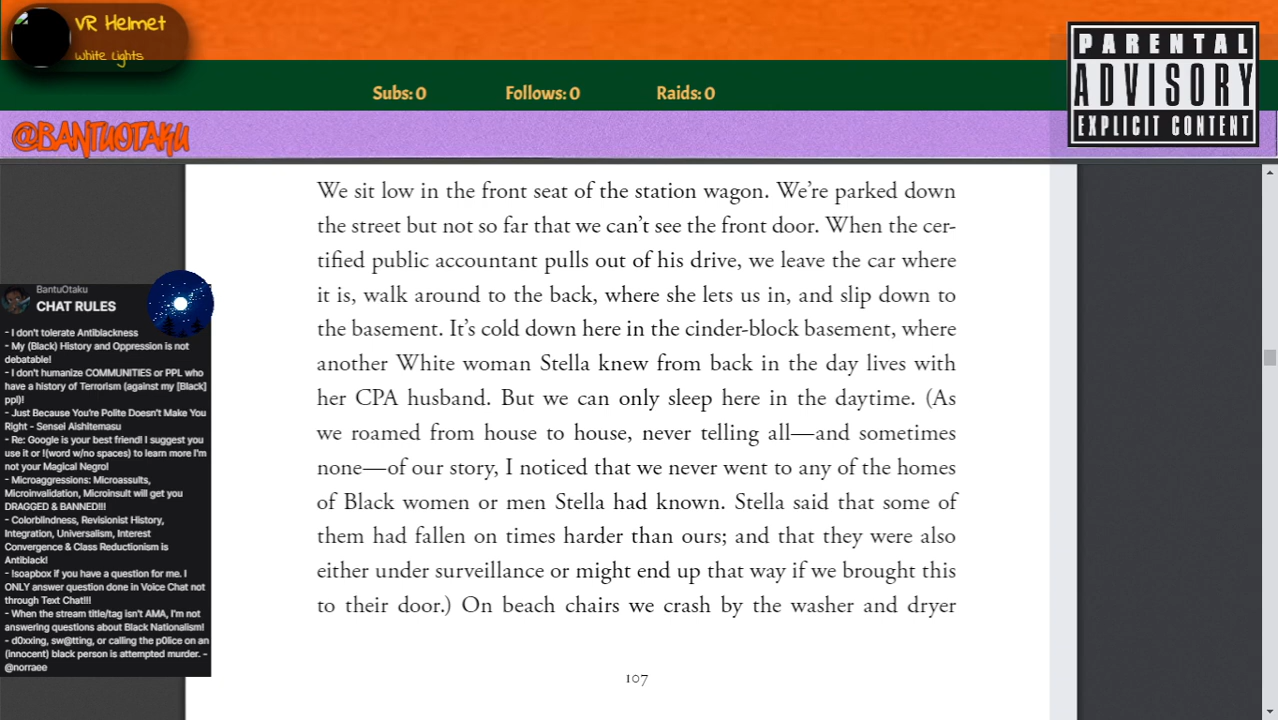 VR Helmet
White Lights
PARENTAL
ADVISORY
EXPLICIT CONTENT
Subs: 0
Follows: 0
Raids: 0
@BANTUOTAKU
We sit low in the front seat of the station wagon. We're parked down
the street but not so far that we can't see the front door. When the cer-
tified public accountant pulls out of his drive, we leave the car where
it is, walk around to the back, where she lets us in, and slip down to
the basement. It's cold down here in the cinder-block basement, where
another White woman Stella knew from back in the day lives with
her CPA husband. But we can only sleep here in the daytime. (As
we roamed from house to house, never telling all—and sometimes
none—of our story, I noticed that we never went to any of the homes
of Black women or men Stella had known. Stella said that some of
them had fallen on times harder than ours; and that they were also
either under surveillance or might end up that way if we brought this
to their door.) On beach chairs we crash by the washer and dryer
107
BantuOtaku
CHAT RULES
- I don't tolerate Antiblackness
- My (Black) History and Oppression is not
debatable!
- I don't humanize COMMUNITIES or PPL who
have a history of Terrorism (against my [Black]
ppl)!
- Just Because You're Polite Doesn't Make You
Right - Sensei Aishitemasu
- Re: Google is your best friend! I suggest you
use it or !(word w/no spaces) to learn more I'm
not your Magical Negro!
- Microaggressions: Microassults,
Microinvalidation, Microinsult will get you
DRAGGED & BANNED!!!
- Colorblindness, Revisionist History,
Integration, Universalism, Interest
Convergence & Class Reductionism is
Antiblack!
- !soapbox if you have a question for me. I
ONLY answer question done in Voice Chat not
through Text Chat!!!
- When the stream title/tag isn't AMA, I'm not
answering questions about Black Nationalism!
- d0xxing, sw@tting, or calling the p0lice on an
(innocent) black person is attempted murder. -
@norraee